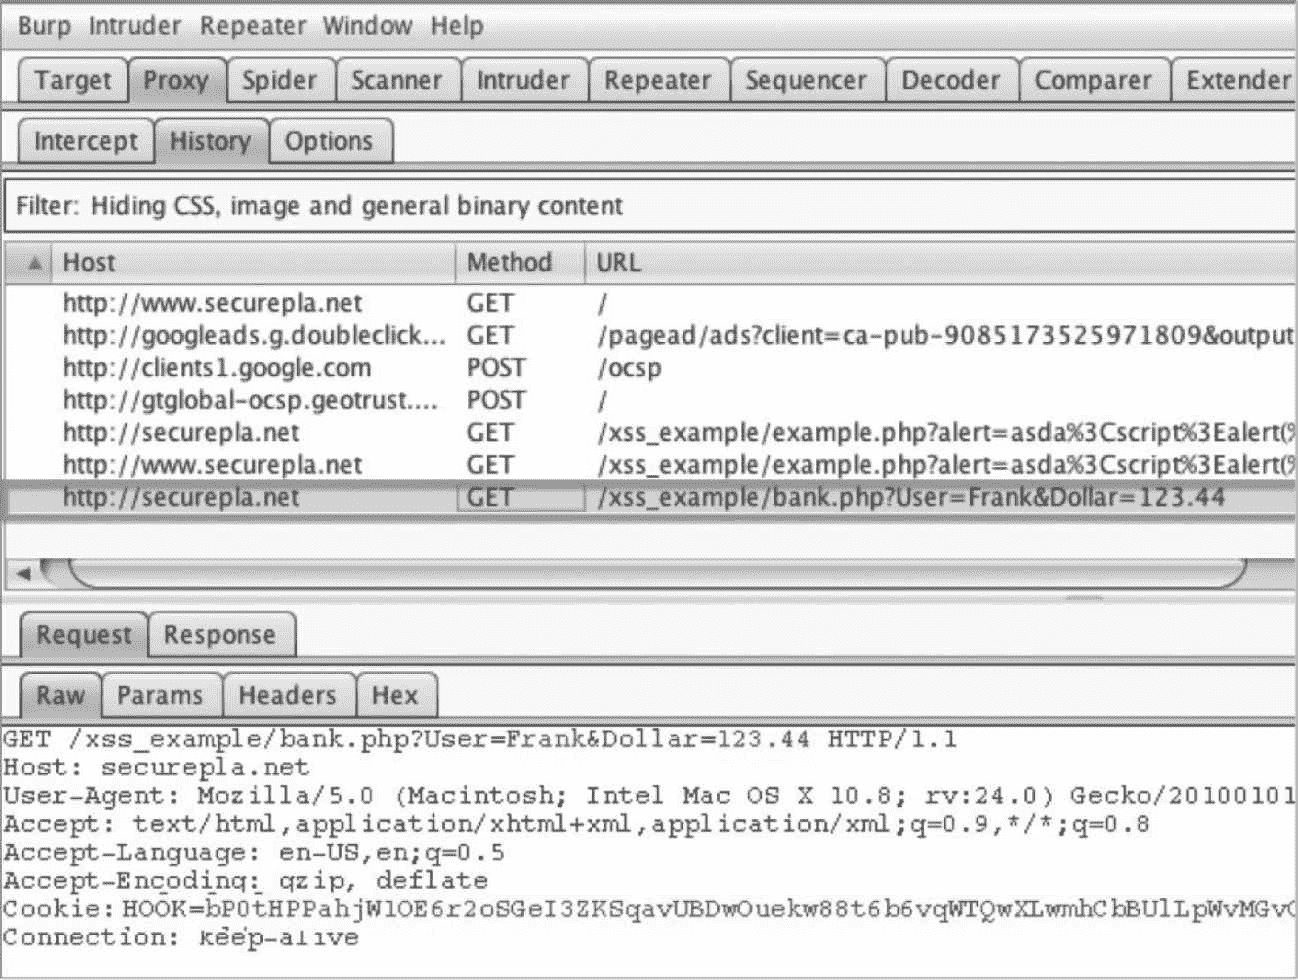 Burp Intruder Repeater Window Help
Target Proxy Spider Scanner Intruder Repeater Sequencer Decoder Comparer Extender
Intercept History Options
Filter: Hiding CSS, image and general binary content
Host Method URL
http://www.securepla.net GET /
http://googleads.g.doubleclick... GET /pagead/ads?client=ca-pub-9085173525971809&output
http://clients1.google.com POST /ocsp
http://gtglobal-ocsp.geotrust.... POST /
http://securepla.net GET /xss_example/example.php?alert=asda%3Cscript%3Ealert(%
http://www.securepla.net GET /xss_example/example.php?alert=asda%3Cscript%3Ealert(%
http://securepla.net GET /xss_example/bank.php?User=Frank&Dollar=123.44
Request Response
Raw Params Headers Hex
GET /xss_example/bank.php?User=Frank&Dollar=123.44 HTTP/1.1
Host: securepla.net
User-Agent: Mozilla/5.0 (Macintosh; Intel Mac OS X 10.8; rv:24.0) Gecko/20100101
Accept: text/html,application/xhtml+xml,application/xml;q=0.9,*/*;q=0.8
Accept-Language: en-US,en;q=0.5
Accept-Encoding: gzip, deflate
Cookie: HOOK=bP0tHPPahjW1OE6r2oSGeI3ZKSqavUBDwOuekw88t6b6vqWTQwXLwmhCbBUlLpWvMGv
Connection: keep-alive